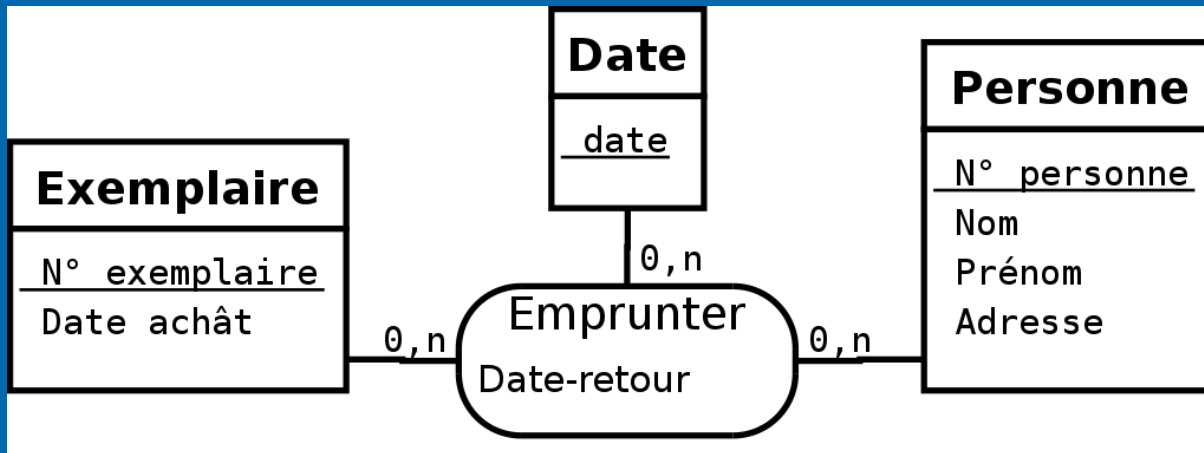 Date
date
Personne
N° personne
Nom
Prénom
Adresse
Exemplaire
N° exemplaire
Date achât
0,n
0,n
0,n
Emprunter
Date-retour